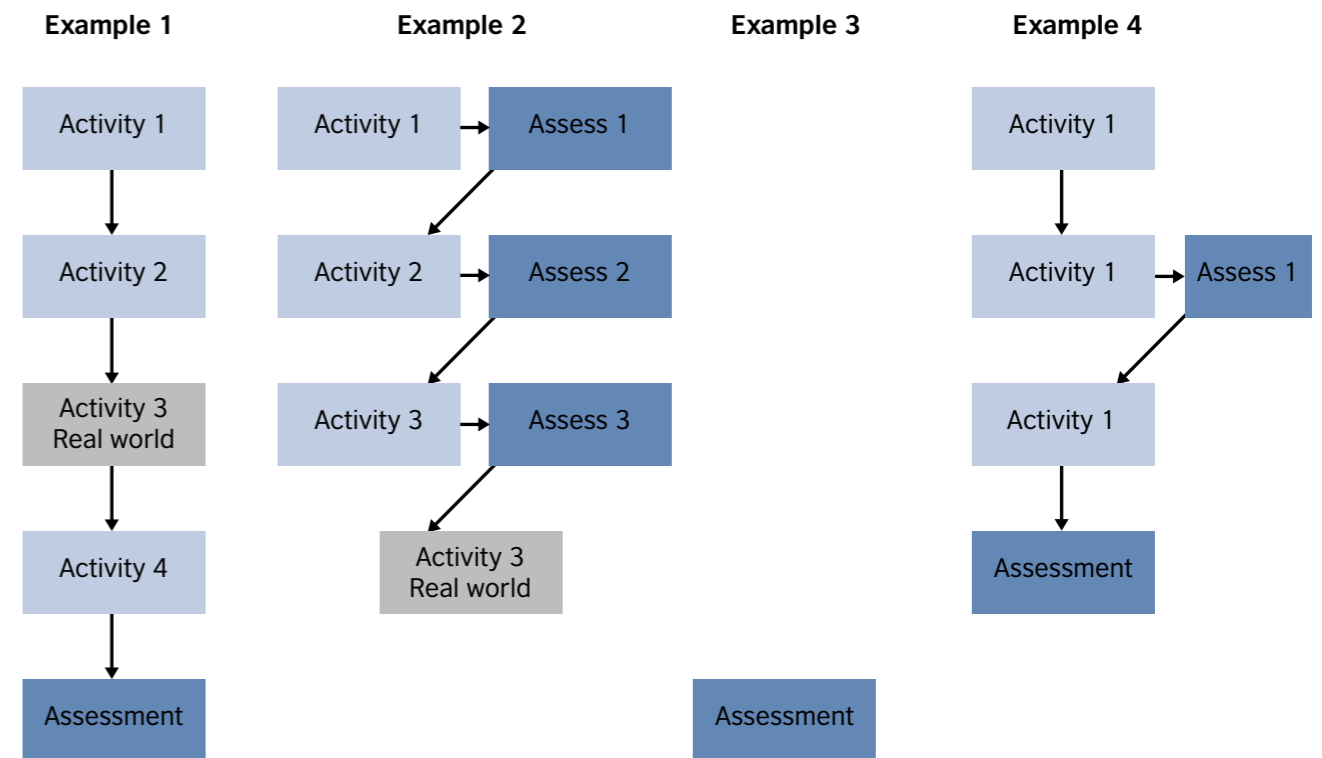 Example 1
Example 2
Example 3
Example 4
Activity 1
Activity 2
Activity 3
Real world
Activity 4
Assessment
Activity 1
Assess 1
Activity 2
Assess 2
Activity 3
Assess 3
Activity 3
Real world
Assessment
Activity 1
Activity 1
Assess 1
Activity 1
Assessment